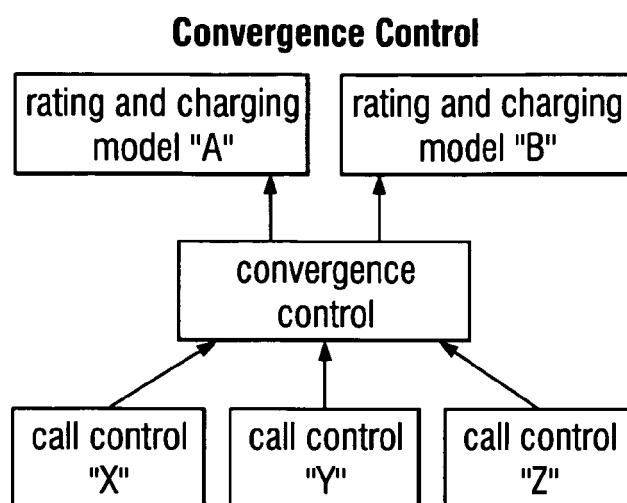 Convergence Control
rating and charging
model "A"
rating and charging
model "B"
convergence
control
call control
"X"
call control
"Y"
call control
"Z"